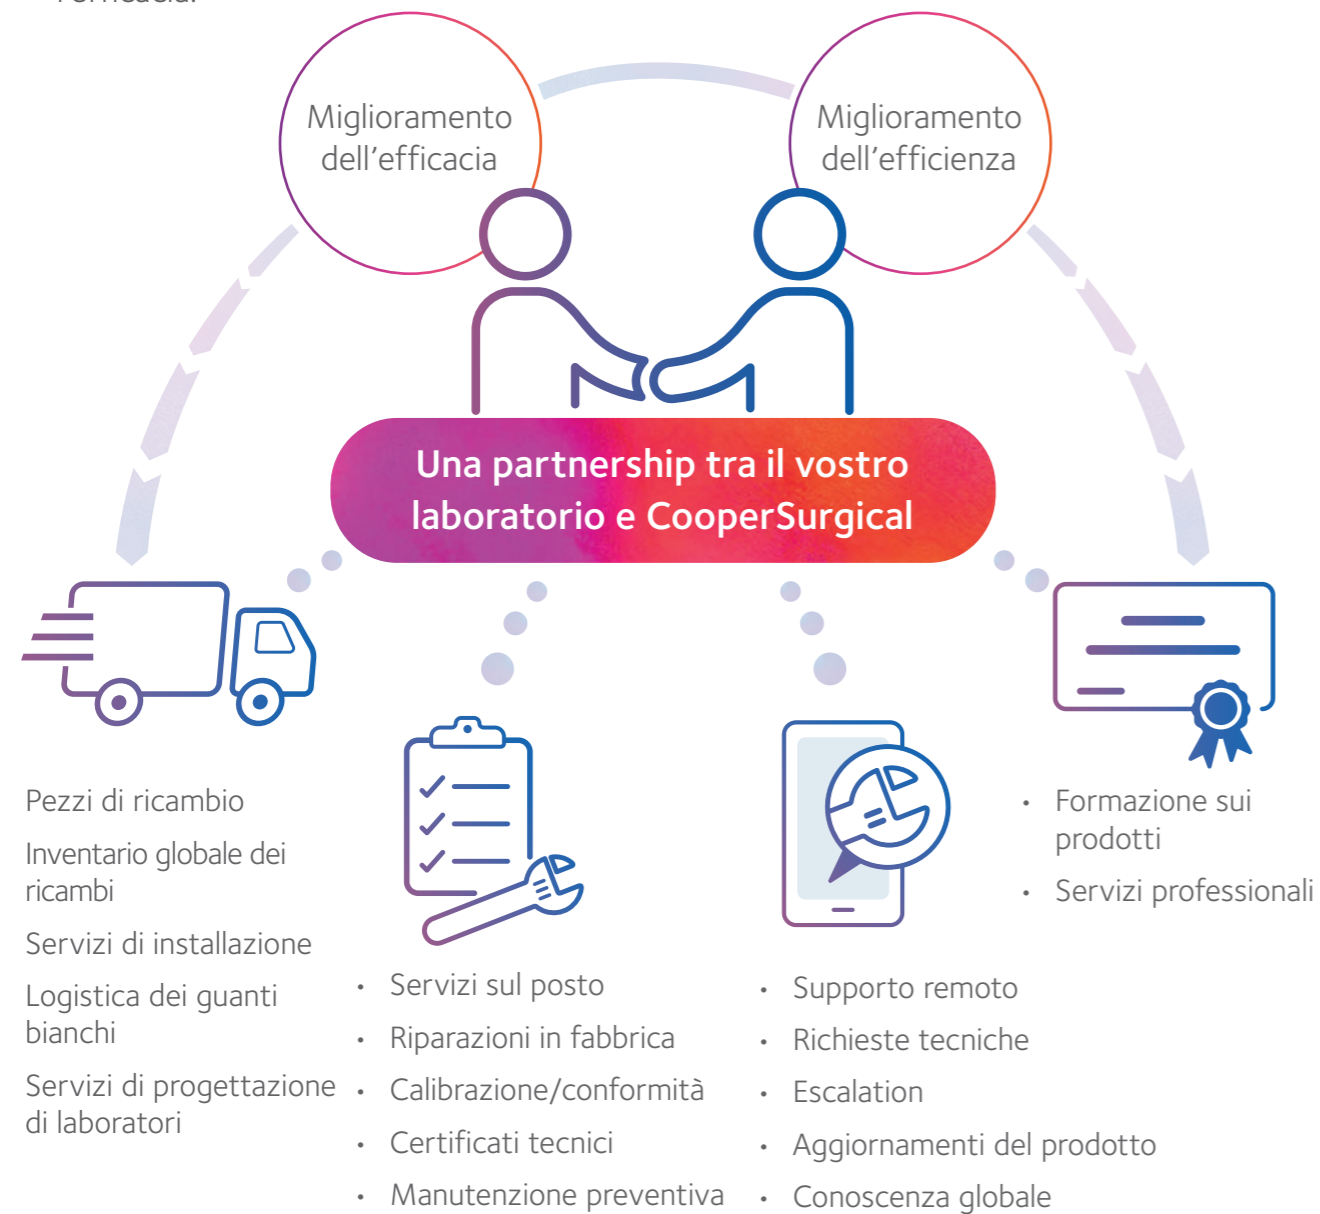 l'efficacia.
Miglioramento
dell'efficacia
Miglioramento
dell'efficienza
Una partnership tra il vostro
laboratorio e CooperSurgical
Pezzi di ricambio
Inventario globale dei
ricambi
Servizi di installazione
Logistica dei guanti
bianchi
Servizi di progettazione
di laboratori
• Servizi sul posto
• Riparazioni in fabbrica
• Calibrazione/conformità
• Certificati tecnici
• Manutenzione preventiva
• Supporto remoto
• Richieste tecniche
• Escalation
• Aggiornamenti del prodotto
• Conoscenza globale
• Formazione sui
prodotti
• Servizi professionali